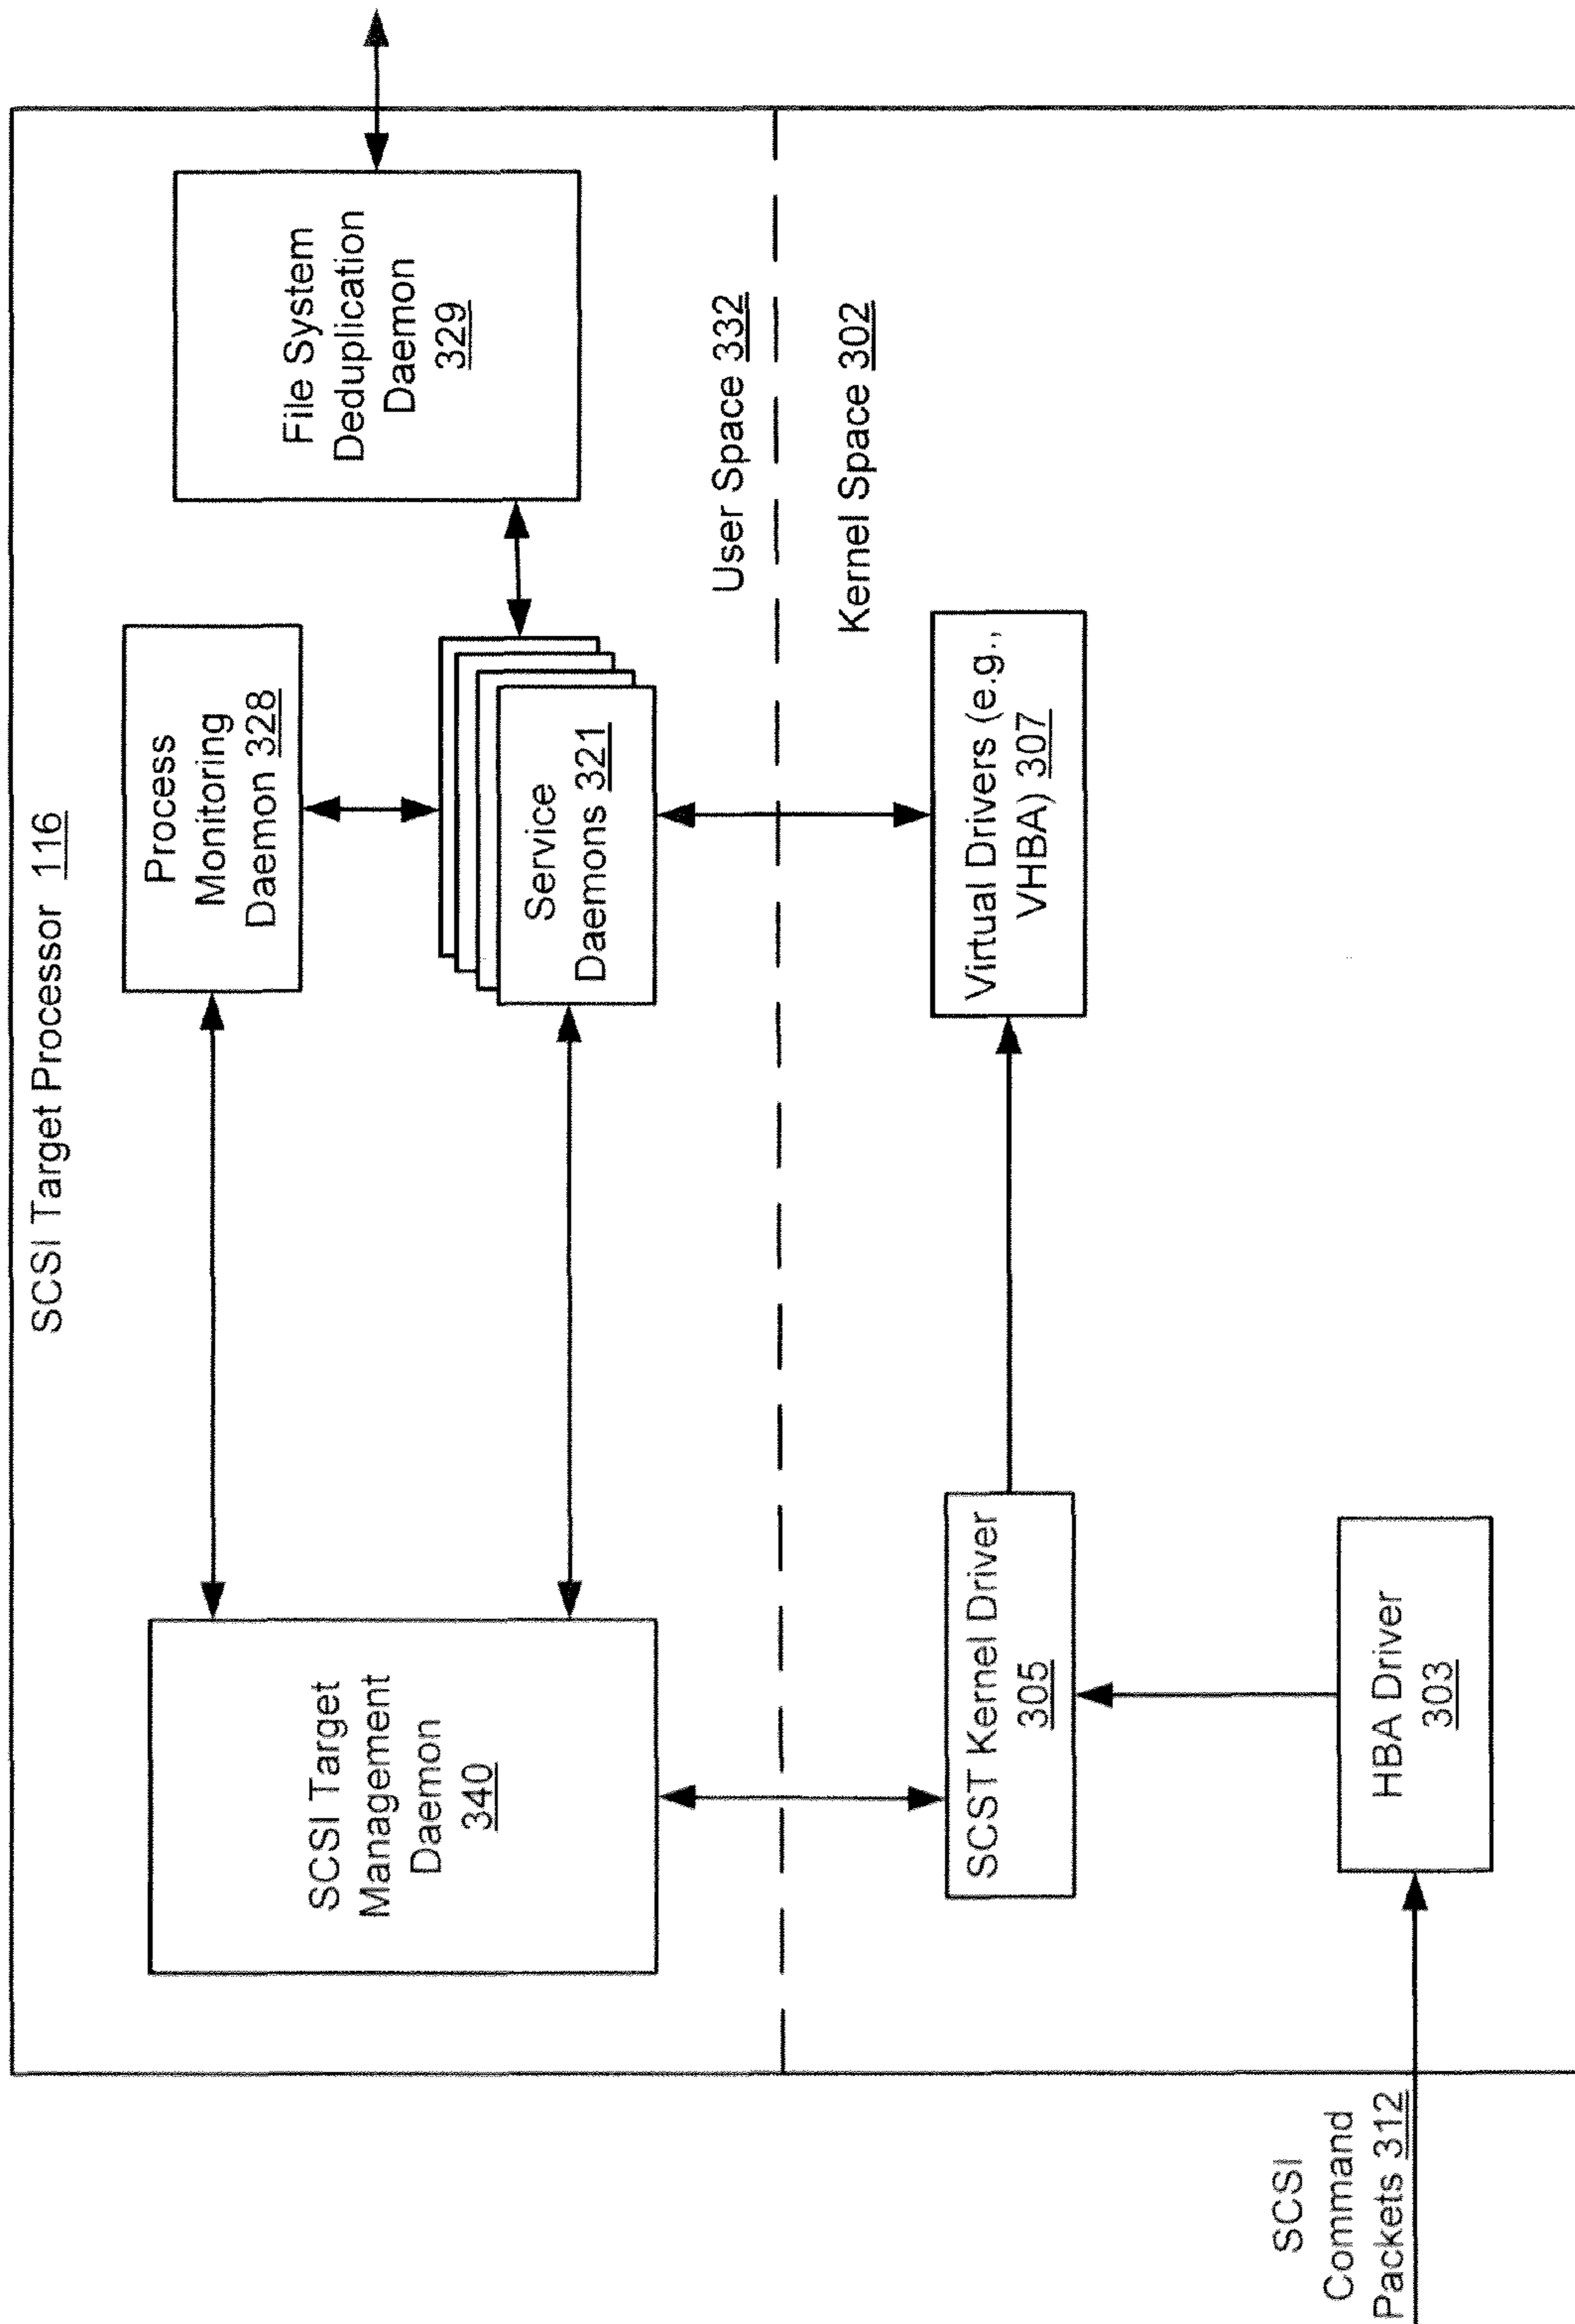 SCSI Target Processor 116
SCSI Target
Management
Daemon
340
Process
Monitoring
Daemon 328
Service
Daemons 321
File System
Deduplication
Daemon
329
User Space 332
Kernel Space 302
SCST Kernel Driver
305
Virtual Drivers (e.g.,
VHBA) 307
HBA Driver
303
SCSI
Command
Packets 312